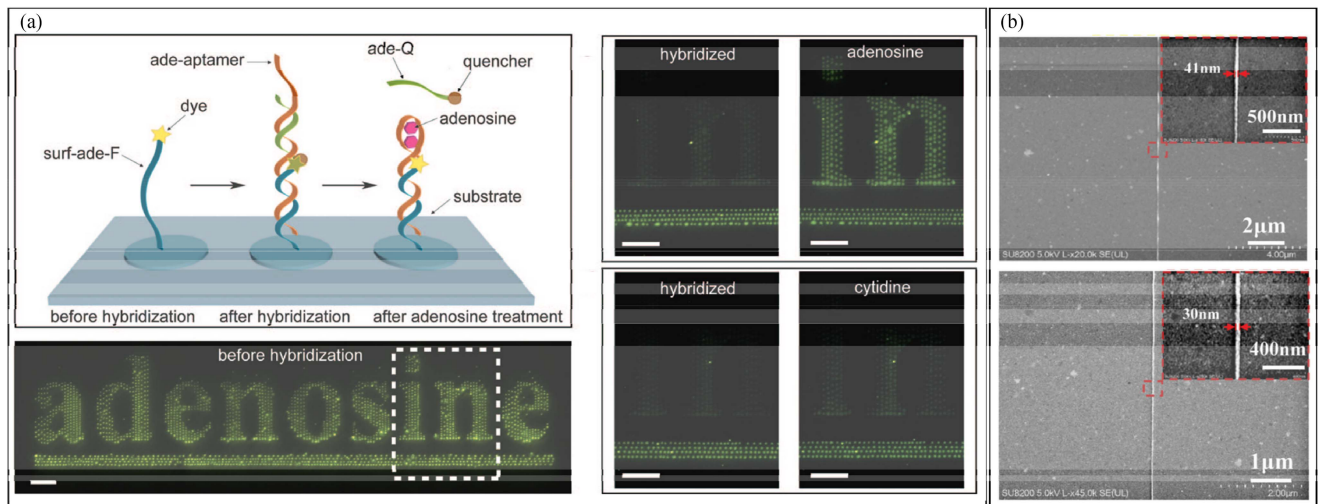 (a)
ade-aptamer
ade-Q
quencher
dye
adenosine
surf-ade-F
substrate
before hybridization
after hybridization
after adenosine treatment
before hybridization
adenosine
hybridized
adenosine
in
hybridized
cytidine
(b)
41nm
500nm
2μm
SU8200 5.0kV L-x20.0k SE(UL)
4.00μm
30nm
400nm
1μm
SU8200 5.0kV L-x45.0k SE(UL)
2.00μm